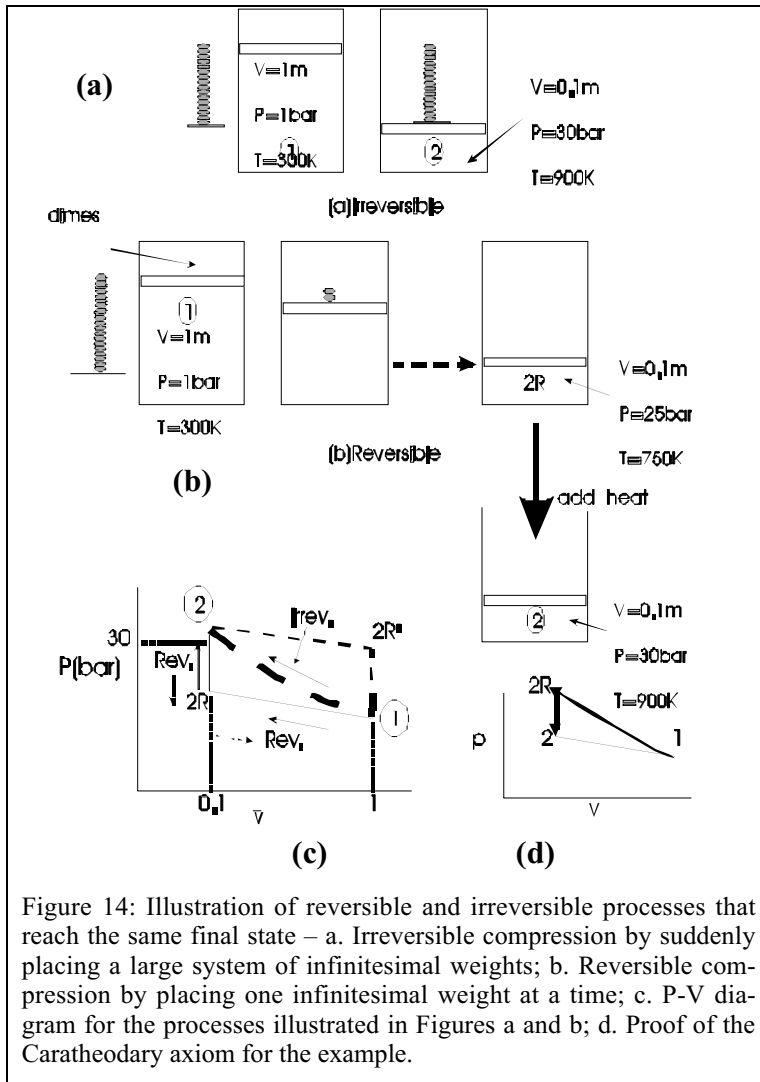 (a)
V=1m
P=1bar
1
T=300K
2
V=0.1m
P=30bar
T=900K
(a)Irreversible
dimes
1
V=1m
P=1bar
T=300K
2R
V=0.1m
P=25bar
T=750K
(b)Reversible
(b)
add heat
2
V=0.1m
P=30bar
T=900K
2
30
P(bar)
Rev.
Irrev.
2R"
2R
1
Rev.
0.1
v̅
1
2R
p
2
1
V
(c)
(d)
Figure 14: Illustration of reversible and irreversible processes that
reach the same final state – a. Irreversible compression by suddenly
placing a large system of infinitesimal weights; b. Reversible com-
pression by placing one infinitesimal weight at a time; c. P-V dia-
gram for the processes illustrated in Figures a and b; d. Proof of the
Caratheodary axiom for the example.